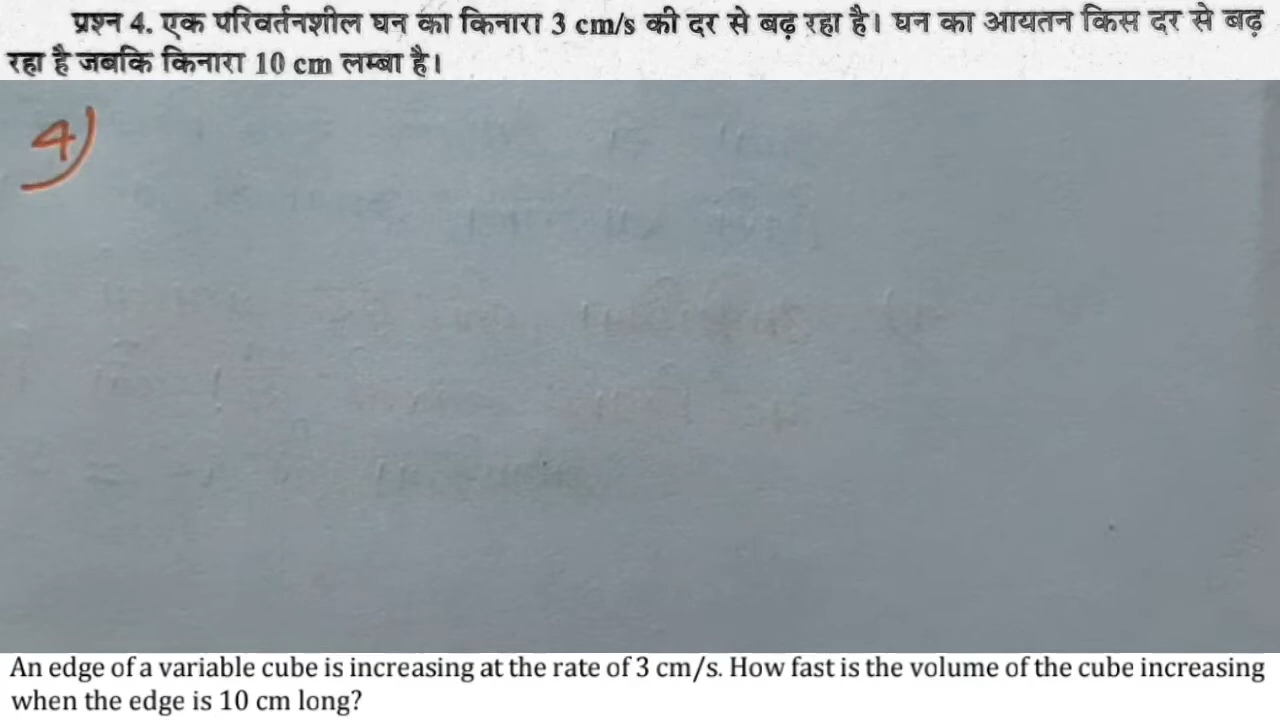 प्रश्न 4. एक परिवर्तनशील घन का किनारा 3 cm/s की दर से बढ़ रहा है। घन का आयतन किस दर से बढ़
रहा है जबकि किनारा 10 cm लम्बा है।
4)
An edge of a variable cube is increasing at the rate of 3 cm/s. How fast is the volume of the cube increasing
when the edge is 10 cm long?